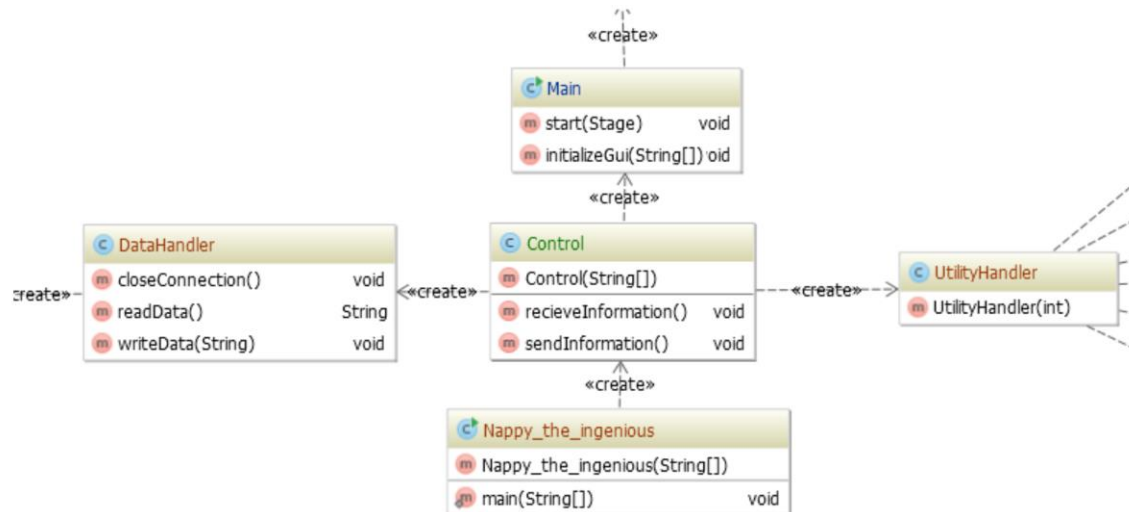 «create»
Main
start(Stage) void
initializeGui(String[]) oid
«create»
DataHandler
closeConnection() void
readData() String
writeData(String) void
create»
«create»
Control
Control(String[])
recieveInformation() void
sendInformation() void
«create»
UtilityHandler
UtilityHandler(int)
«create»
Nappy_the_ingenious
Nappy_the_ingenious(String[])
main(String[]) void